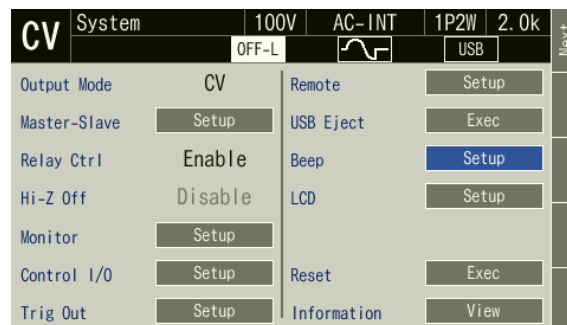 CV System 100V AC-INT 1P2W 2.0k
OFF-L USB
Next
Output Mode CV
Master-Slave Setup
Relay Ctrl Enable
Hi-Z Off Disable
Monitor Setup
Control I/O Setup
Trig Out Setup
Remote Setup
USB Eject Exec
Beep Setup
LCD Setup
Reset Exec
Information View